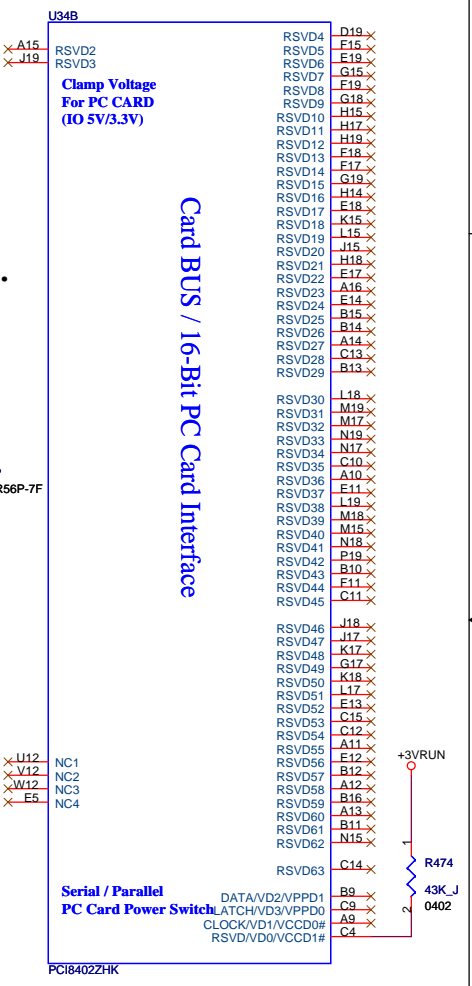 U34B
A15 RSVD2
J19 RSVD3
Clamp Voltage
For PC CARD
(IO 5V/3.3V)
RSVD4 D19
RSVD5 F15
RSVD6 E19
RSVD7 G15
RSVD8 F19
RSVD9 G18
RSVD10 H15
RSVD11 H17
RSVD12 H19
RSVD13 F18
RSVD14 F17
RSVD15 G19
RSVD16 H14
RSVD17 E18
RSVD18 K15
RSVD19 L15
RSVD20 J15
RSVD21 H18
RSVD22 E17
RSVD23 A16
RSVD24 E14
RSVD25 B15
RSVD26 B14
RSVD27 A14
RSVD28 C13
RSVD29 B13
Card BUS / 16-Bit PC Card Interface
RSVD30 L18
RSVD31 M19
RSVD32 M17
RSVD33 N19
RSVD34 N17
RSVD35 C10
RSVD36 A10
RSVD37 E11
RSVD38 L19
RSVD39 M18
RSVD40 M15
RSVD41 N18
RSVD42 P19
RSVD43 B10
RSVD44 F11
RSVD45 C11
R56P-7F
RSVD46 J18
RSVD47 J17
RSVD48 K17
RSVD49 G17
RSVD50 K18
RSVD51 L17
RSVD52 E13
RSVD53 C15
RSVD54 C12
RSVD55 A11
RSVD56 E12
RSVD57 B12
RSVD58 A12
RSVD59 B16
RSVD60 A13
RSVD61 B11
RSVD62 N15
RSVD63 C14
U12 NC1
V12 NC2
W12 NC3
E5 NC4
Serial / Parallel
PC Card Power Switch
DATA/VD2/VPPD1 B9
LATCH/VD3/VPPD0 C9
CLOCK/VD1/VCCD0# A9
RSVD/VD0/VCCD1# C4
+3VRUN
1
R474
43K_J
0402
2
PCI8402ZHK